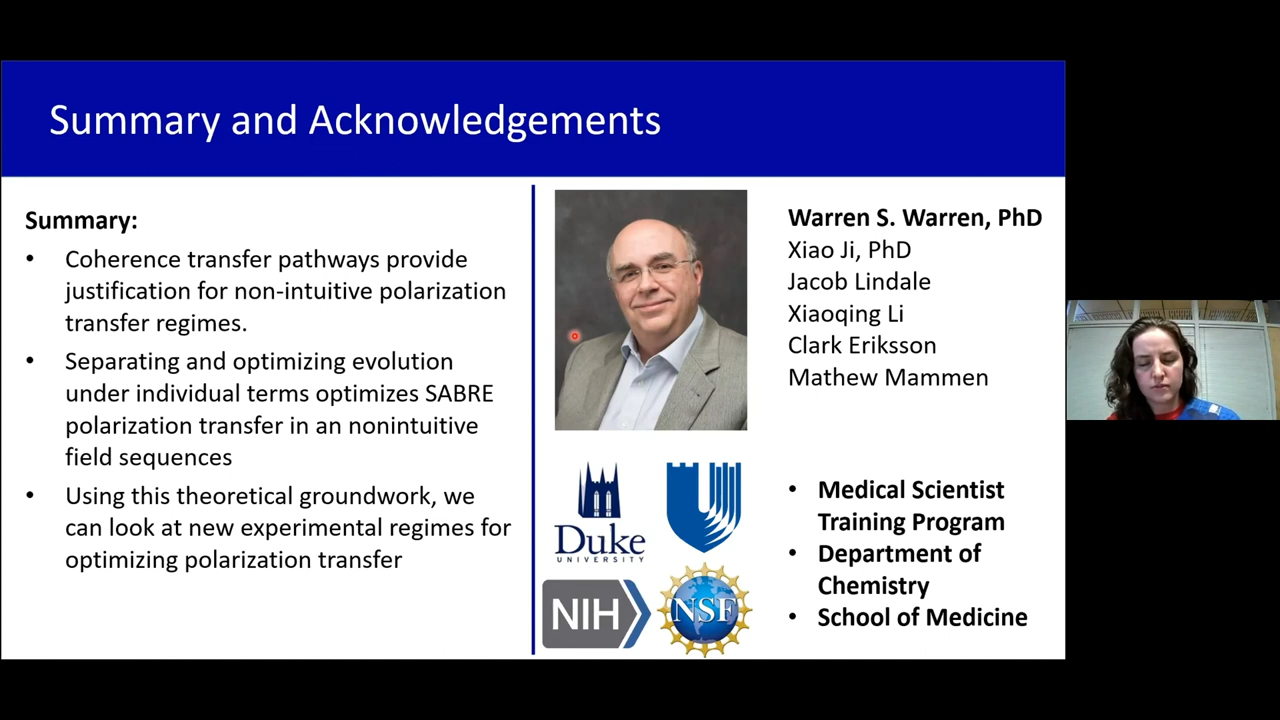 Summary and Acknowledgements
Summary:
• Coherence transfer pathways provide
justification for non-intuitive polarization
transfer regimes.
• Separating and optimizing evolution
under individual terms optimizes SABRE
polarization transfer in an nonintuitive
field sequences
• Using this theoretical groundwork, we
can look at new experimental regimes for
optimizing polarization transfer
Warren S. Warren, PhD
Xiao Ji, PhD
Jacob Lindale
Xiaoqing Li
Clark Eriksson
Mathew Mammen
Duke
UNIVERSITY
NIH
NSF
• Medical Scientist
Training Program
• Department of
Chemistry
• School of Medicine